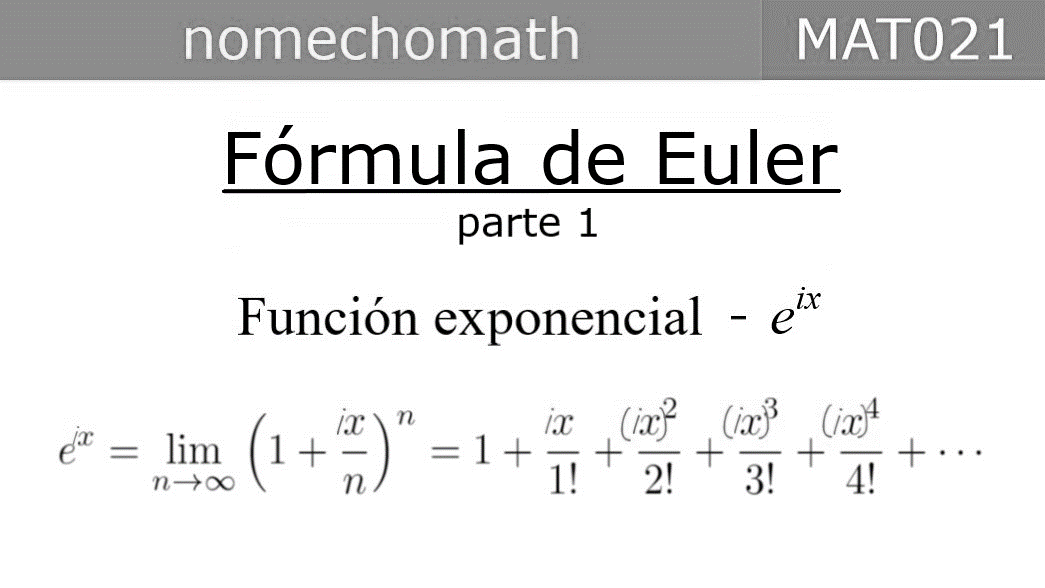 nomechomath MAT021
Fórmula de Euler
parte 1
Función exponencial - e^{ix}
e^{ix} = lim_{n→∞} (1 + ix/n)^n = 1 + ix/1! + (ix)^2/2! + (ix)^3/3! + (ix)^4/4! + ⋯